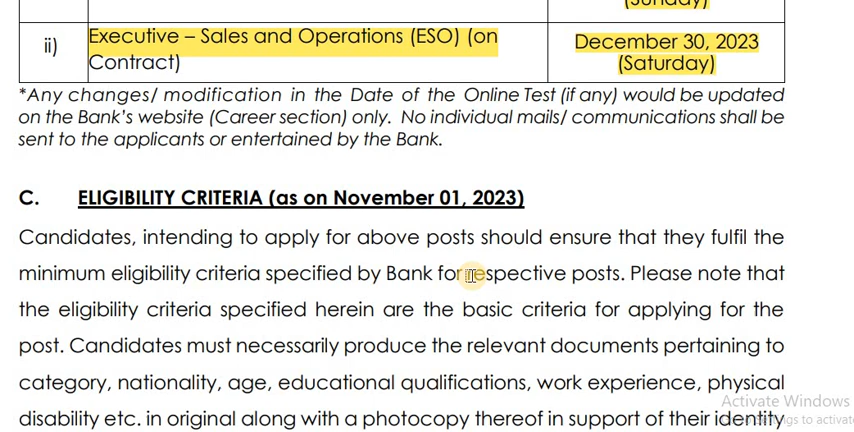 (Sunday)
ii) Executive – Sales and Operations (ESO) (on Contract) December 30, 2023 (Saturday)
*Any changes/ modification in the Date of the Online Test (if any) would be updated
on the Bank's website (Career section) only. No individual mails/ communications shall be
sent to the applicants or entertained by the Bank.
C. ELIGIBILITY CRITERIA (as on November 01, 2023)
Candidates, intending to apply for above posts should ensure that they fulfil the
minimum eligibility criteria specified by Bank for respective posts. Please note that
the eligibility criteria specified herein are the basic criteria for applying for the
post. Candidates must necessarily produce the relevant documents pertaining to
category, nationality, age, educational qualifications, work experience, physical
disability etc. in original along with a photocopy thereof in support of their identity
Activate Windows